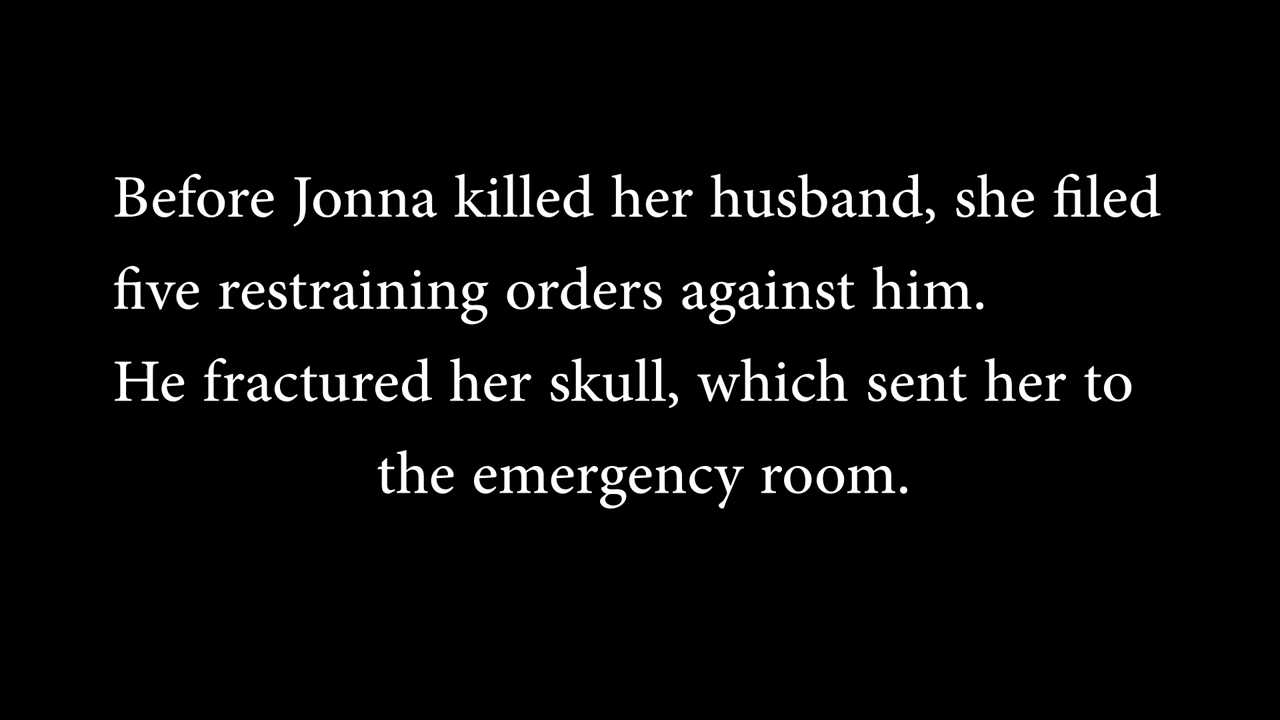 Before Jonna killed her husband, she filed
five restraining orders against him.
He fractured her skull, which sent her to
the emergency room.